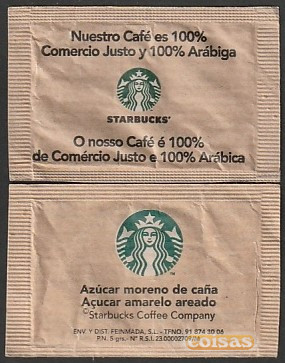 Nuestro Café es 100%
Comercio Justo y 100% Arábiga
STARBUCKS®
O nosso Café é 100%
de Comércio Justo e 100% Arábica
Azúcar moreno de caña
Açucar amarelo areado
©Starbucks Coffee Company
ENV. Y DIST. FEINMADA, S.L. - TFNO. 91 874 30 06
P.N. 5 grs. - Nº R.S.I.
Coisas